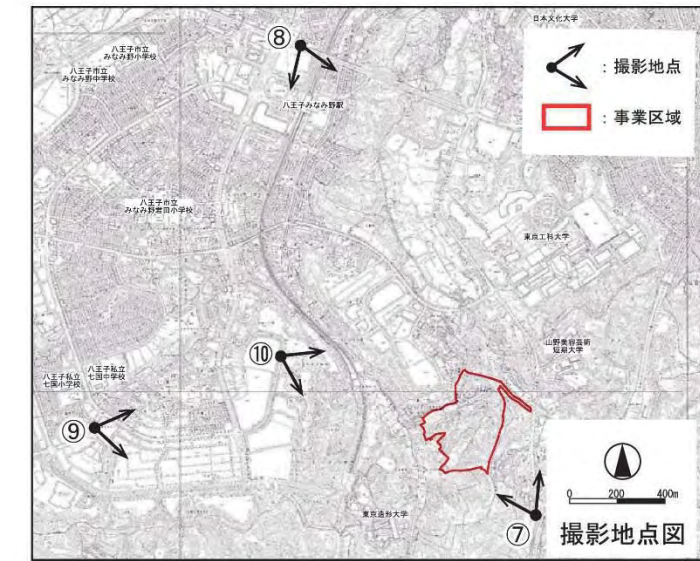 日本文化大学
⑧
八王子市立
みなみ野小学校
八王子市立
みなみ野中学校
八王子みなみ野駅
: 撮影地点
: 事業区域
八王子市立
みなみ野君田小学校
東京工科大学
山野美容芸術
短期大学
⑩
八王子私立
七国中学校
八王子私立
七国小学校
⑨
東京造形大学
⑦
0 200 400m
撮影地点図